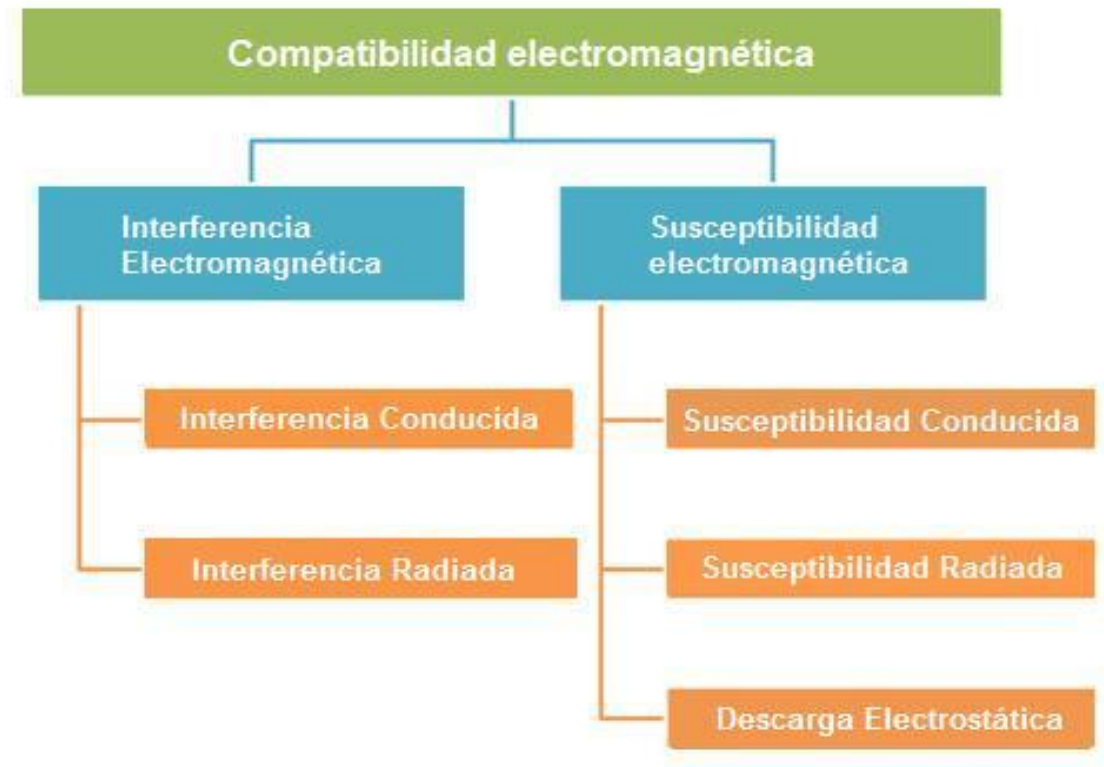 Compatibilidad electromagnética
Interferencia
Electromagnética
Susceptibilidad
electromagnética
Interferencia Conducida
Interferencia Radiada
Susceptibilidad Conducida
Susceptibilidad Radiada
Descarga Electrostática